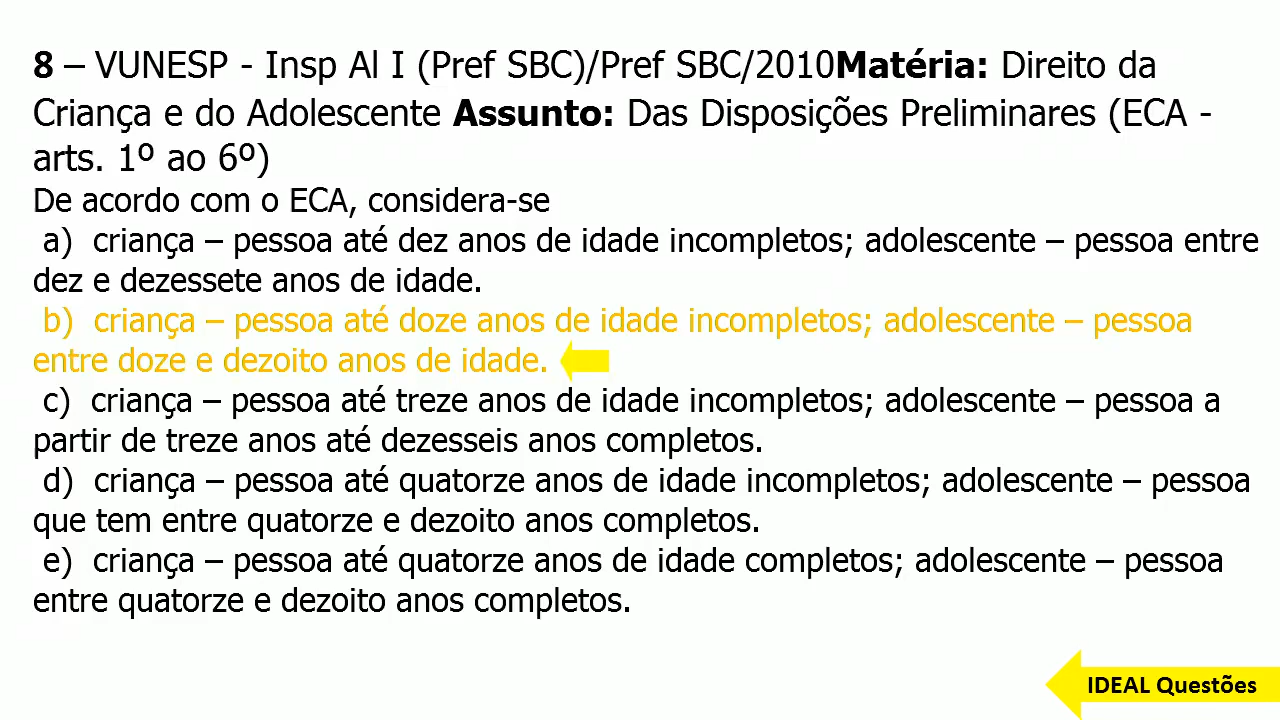 8 – VUNESP - Insp Al I (Pref SBC)/Pref SBC/2010Matéria: Direito da
Criança e do Adolescente Assunto: Das Disposições Preliminares (ECA -
arts. 1º ao 6º)
De acordo com o ECA, considera-se
a) criança – pessoa até dez anos de idade incompletos; adolescente – pessoa entre
dez e dezessete anos de idade.
b) criança – pessoa até doze anos de idade incompletos; adolescente – pessoa
entre doze e dezoito anos de idade.
c) criança – pessoa até treze anos de idade incompletos; adolescente – pessoa a
partir de treze anos até dezesseis anos completos.
d) criança – pessoa até quatorze anos de idade incompletos; adolescente – pessoa
que tem entre quatorze e dezoito anos completos.
e) criança – pessoa até quatorze anos de idade completos; adolescente – pessoa
entre quatorze e dezoito anos completos.
IDEAL Questões